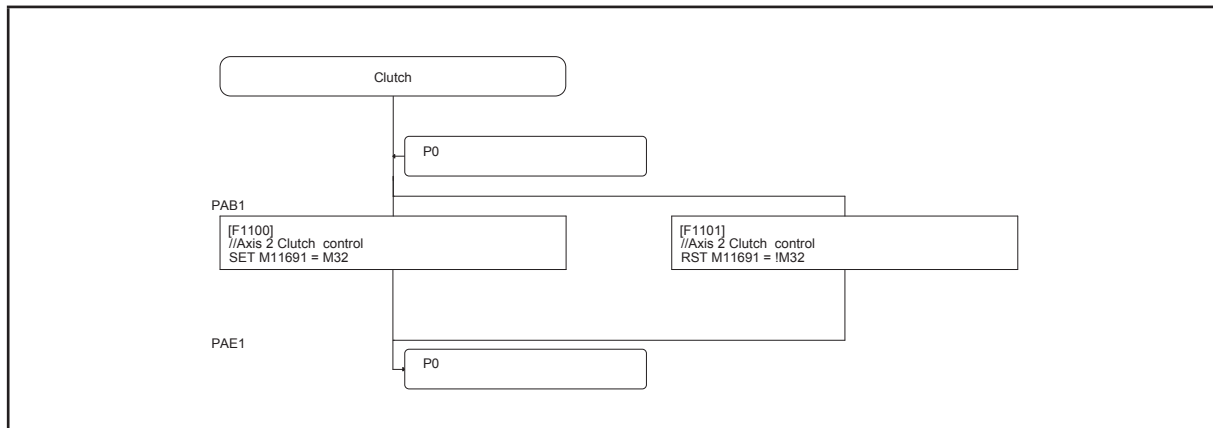 Clutch
P0
PAB1
[F1100]
//Axis 2 Clutch control
SET M11691 = M32
[F1101]
//Axis 2 Clutch control
RST M11691 = !M32
PAE1
P0